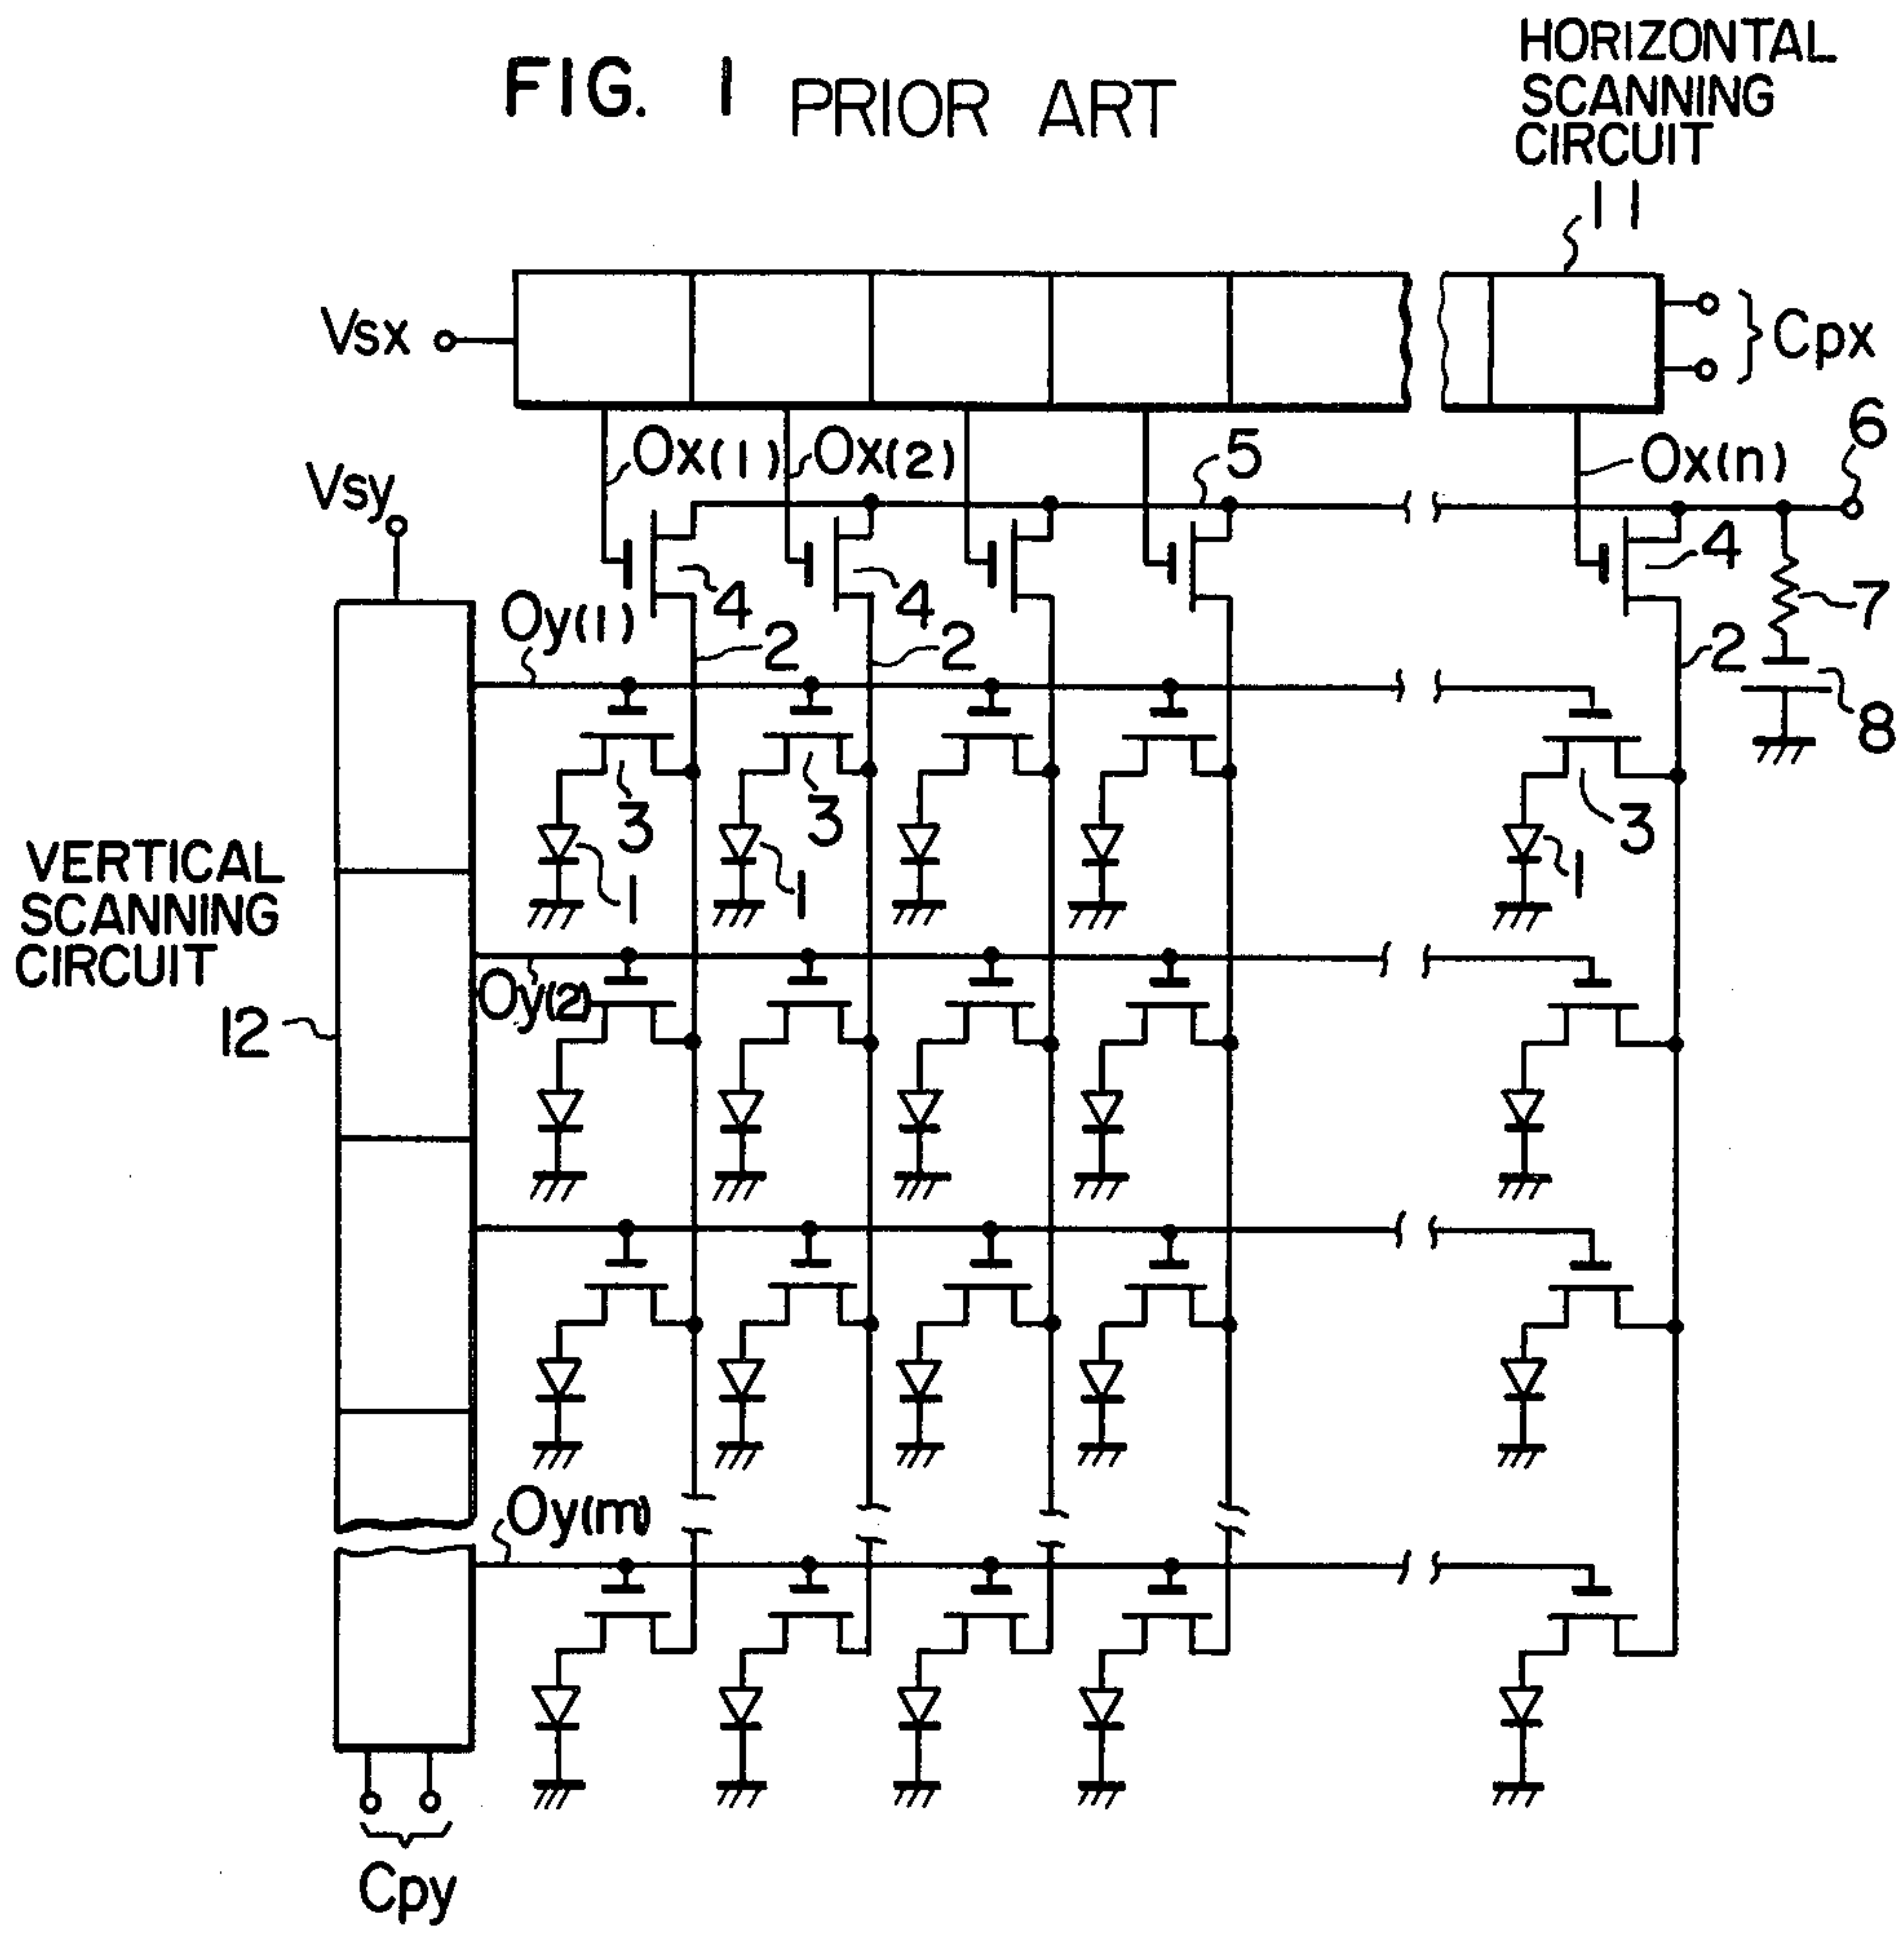 FIG. 1 PRIOR ART
HORIZONTAL
SCANNING
CIRCUIT
11
Vsx
Cpx
Ox(1)
Ox(2)
5
Ox(n)
6
Vsy
4
4
4
7
Oy(1)
2
2
2
8
3
3
3
1
1
1
VERTICAL
SCANNING
CIRCUIT
12
Oy(2)
Oy(m)
Cpy